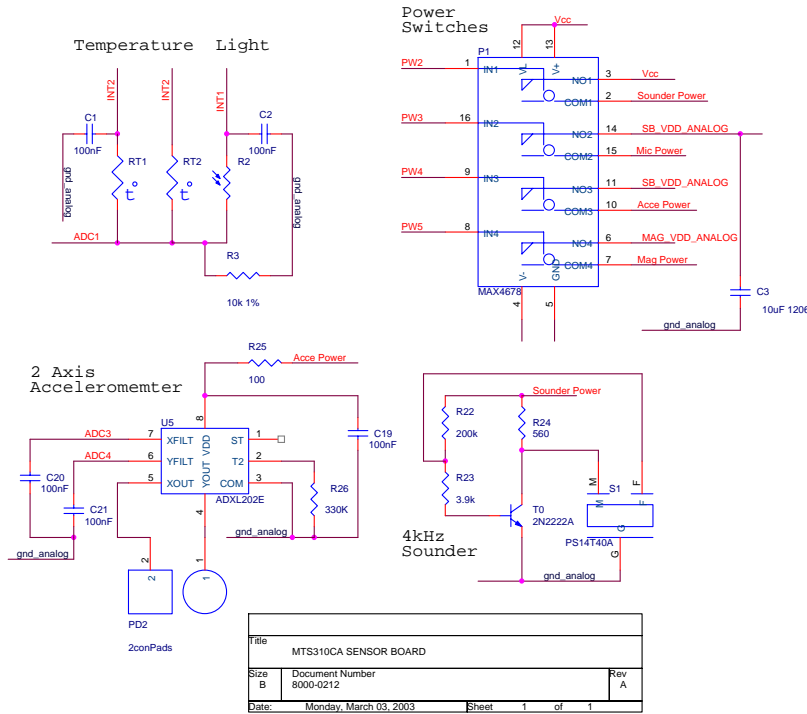 Power
Switches
Temperature Light
INT2
INT2
INT1
C1
100nF
C2
100nF
gnd_analog
gnd_analog
RT1
t°
RT2
t°
R2
ADC1
R3
10k 1%
Vcc
12
13
P1
VL
V+
PW2
1
IN1
NO1
3
Vcc
COM1
2
Sounder Power
PW3
16
IN2
NO2
14
SB_VDD_ANALOG
COM2
15
Mic Power
PW4
9
IN3
NO3
11
SB_VDD_ANALOG
COM3
10
Acce Power
PW5
8
IN4
NO4
6
MAG_VDD_ANALOG
COM4
7
Mag Power
V-
GND
MAX4678
4
5
C3
10uF 1206
gnd_analog
2 Axis
Acceleromemter
R25
100
Acce Power
U5
8
ADC3
7
XFILT
VDD
ST
1
ADC4
6
YFILT
T2
2
5
XOUT
YOUT
COM
3
ADXL202E
4
C19
100nF
C20
100nF
C21
100nF
R26
330K
gnd_analog
gnd_analog
2
2
1
1
PD2
2conPads
Sounder Power
R22
200k
R24
560
R23
3.9k
T0
2N2222A
M
M
S1
F
F
G
PS14T40A
G
4kHz
Sounder
gnd_analog
Title
MTS310CA SENSOR BOARD
Size
B
Document Number
8000-0212
Rev
A
Date:
Monday, March 03, 2003
Sheet 1 of 1